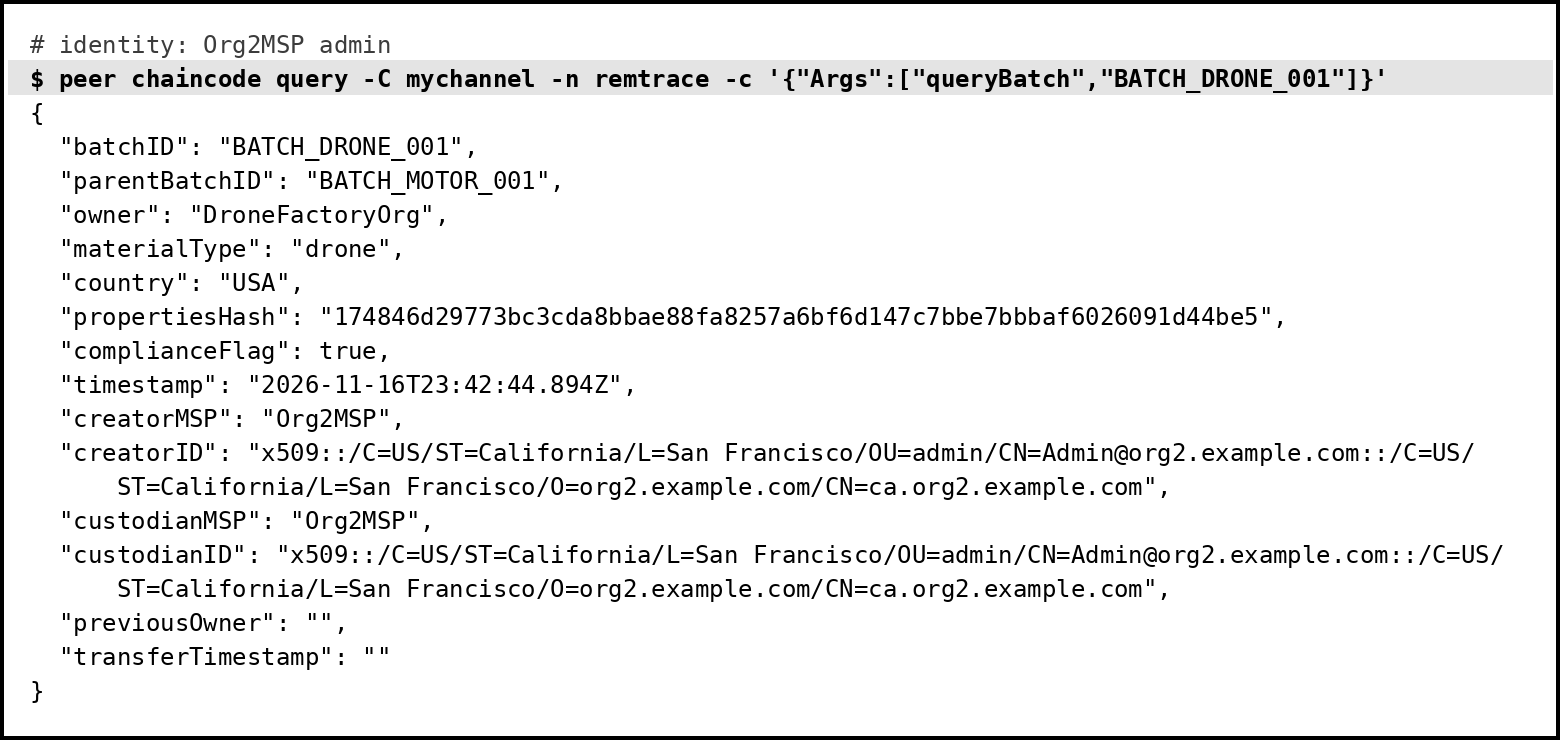 # identity: Org2MSP admin
$ peer chaincode query -C mychannel -n remtrace -c '{"Args":["queryBatch","BATCH_DRONE_001"]}'
{
  "batchID": "BATCH_DRONE_001",
  "parentBatchID": "BATCH_MOTOR_001",
  "owner": "DroneFactoryOrg",
  "materialType": "drone",
  "country": "USA",
  "propertiesHash": "174846d29773bc3cda8bbae88fa8257a6bf6d147c7bbe7bbbaf6026091d44be5",
  "complianceFlag": true,
  "timestamp": "2026-11-16T23:42:44.894Z",
  "creatorMSP": "Org2MSP",
  "creatorID": "x509::/C=US/ST=California/L=San Francisco/OU=admin/CN=Admin@org2.example.com::/C=US/
      ST=California/L=San Francisco/O=org2.example.com/CN=ca.org2.example.com",
  "custodianMSP": "Org2MSP",
  "custodianID": "x509::/C=US/ST=California/L=San Francisco/OU=admin/CN=Admin@org2.example.com::/C=US/
      ST=California/L=San Francisco/O=org2.example.com/CN=ca.org2.example.com",
  "previousOwner": "",
  "transferTimestamp": ""
}